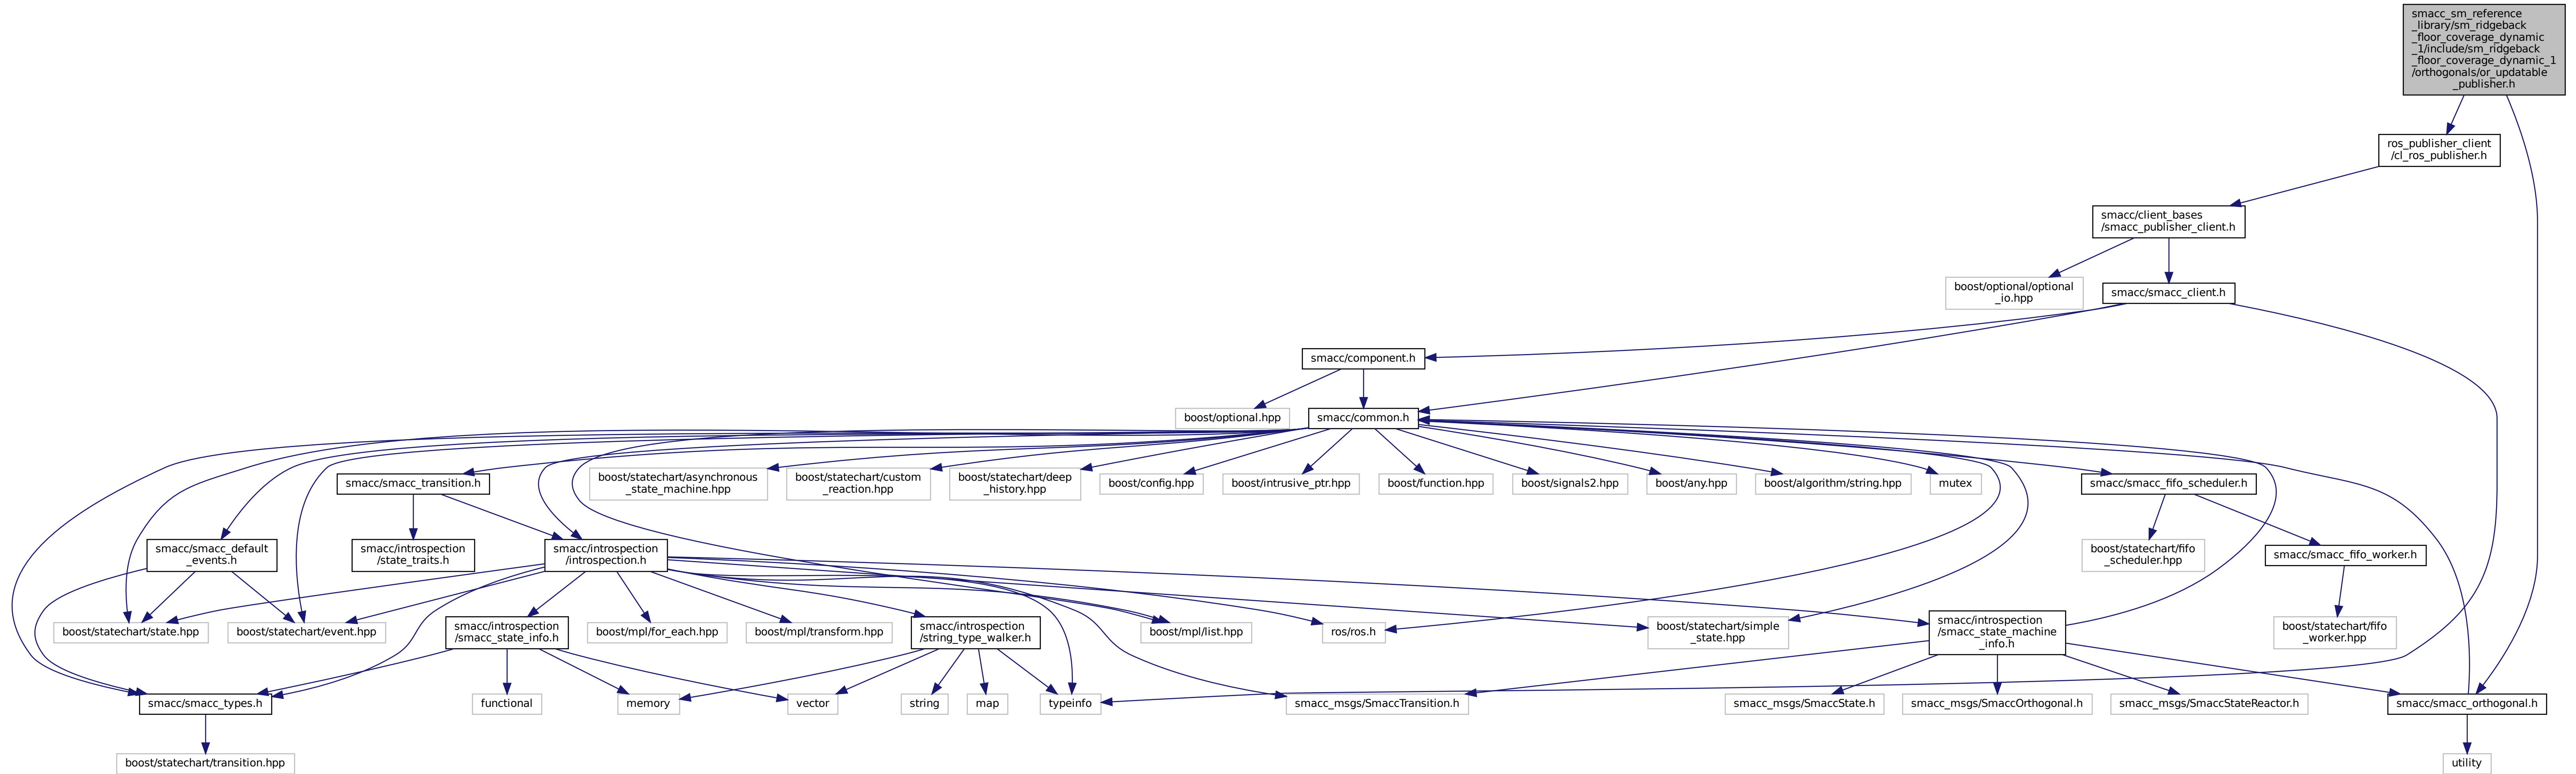 smacc_sm_reference
_library/sm_ridgeback
_floor_coverage_dynamic
_1/include/sm_ridgeback
_floor_coverage_dynamic_1
/orthogonals/or_updatable
_publisher.h
ros_publisher_client
/cl_ros_publisher.h
smacc/client_bases
/smacc_publisher_client.h
boost/optional/optional
_io.hpp
smacc/smacc_client.h
smacc/component.h
boost/optional.hpp
smacc/common.h
smacc/smacc_transition.h
boost/statechart/asynchronous
_state_machine.hpp
boost/statechart/custom
_reaction.hpp
boost/statechart/deep
_history.hpp
boost/config.hpp
boost/intrusive_ptr.hpp
boost/function.hpp
boost/signals2.hpp
boost/any.hpp
boost/algorithm/string.hpp
mutex
smacc/smacc_fifo_scheduler.h
smacc/smacc_default
_events.h
smacc/introspection
/state_traits.h
smacc/introspection
/introspection.h
boost/statechart/fifo
_scheduler.hpp
smacc/smacc_fifo_worker.h
boost/statechart/state.hpp
boost/statechart/event.hpp
smacc/introspection
/smacc_state_info.h
boost/mpl/for_each.hpp
boost/mpl/transform.hpp
smacc/introspection
/string_type_walker.h
boost/mpl/list.hpp
ros/ros.h
boost/statechart/simple
_state.hpp
smacc/introspection
/smacc_state_machine
_info.h
boost/statechart/fifo
_worker.hpp
smacc/smacc_types.h
functional
memory
vector
string
map
typeinfo
smacc_msgs/SmaccTransition.h
smacc_msgs/SmaccState.h
smacc_msgs/SmaccOrthogonal.h
smacc_msgs/SmaccStateReactor.h
smacc/smacc_orthogonal.h
boost/statechart/transition.hpp
utility